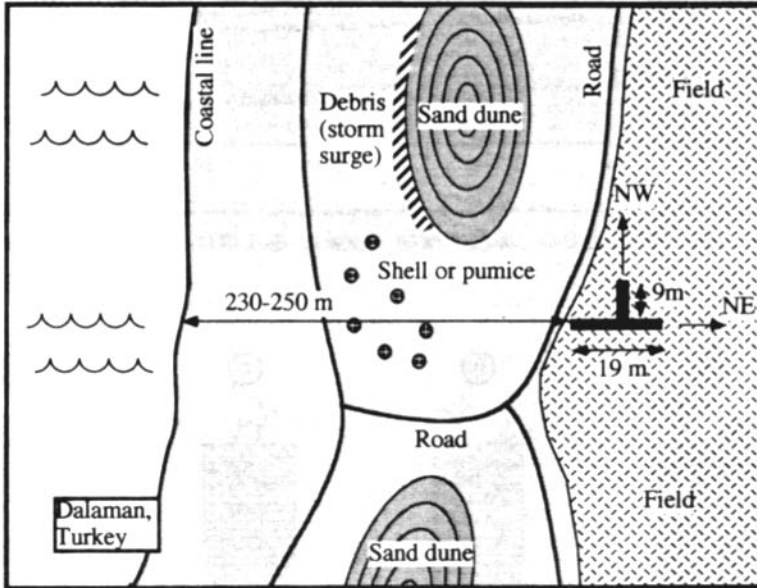 Coastal line
Debris
(storm
surge)
Sand dune
Road
Field
NW
Shell or pumice
230-250 m
9m
NE
19 m
Road
Dalaman,
Turkey
Sand dune
Field